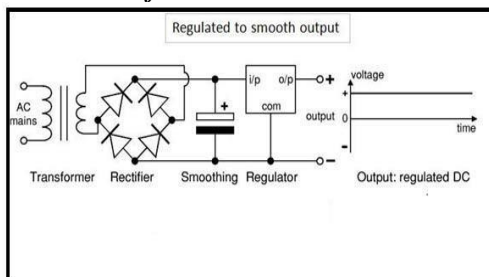 Regulated to smooth output
AC
mains
i/p o/p
com
+
+
−
output
voltage
+
0
-
time
Transformer Rectifier Smoothing Regulator Output: regulated DC